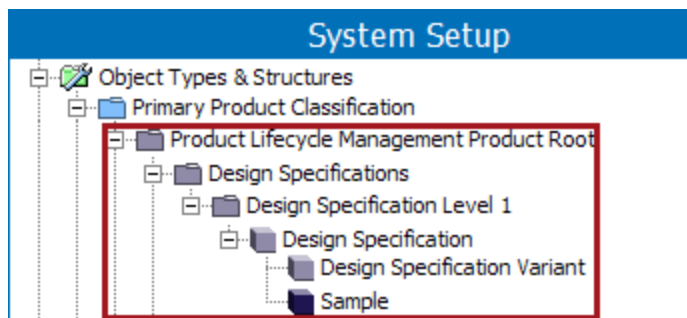 System Setup
Object Types & Structures
Primary Product Classification
Product Lifecycle Management Product Root
Design Specifications
Design Specification Level 1
Design Specification
Design Specification Variant
Sample